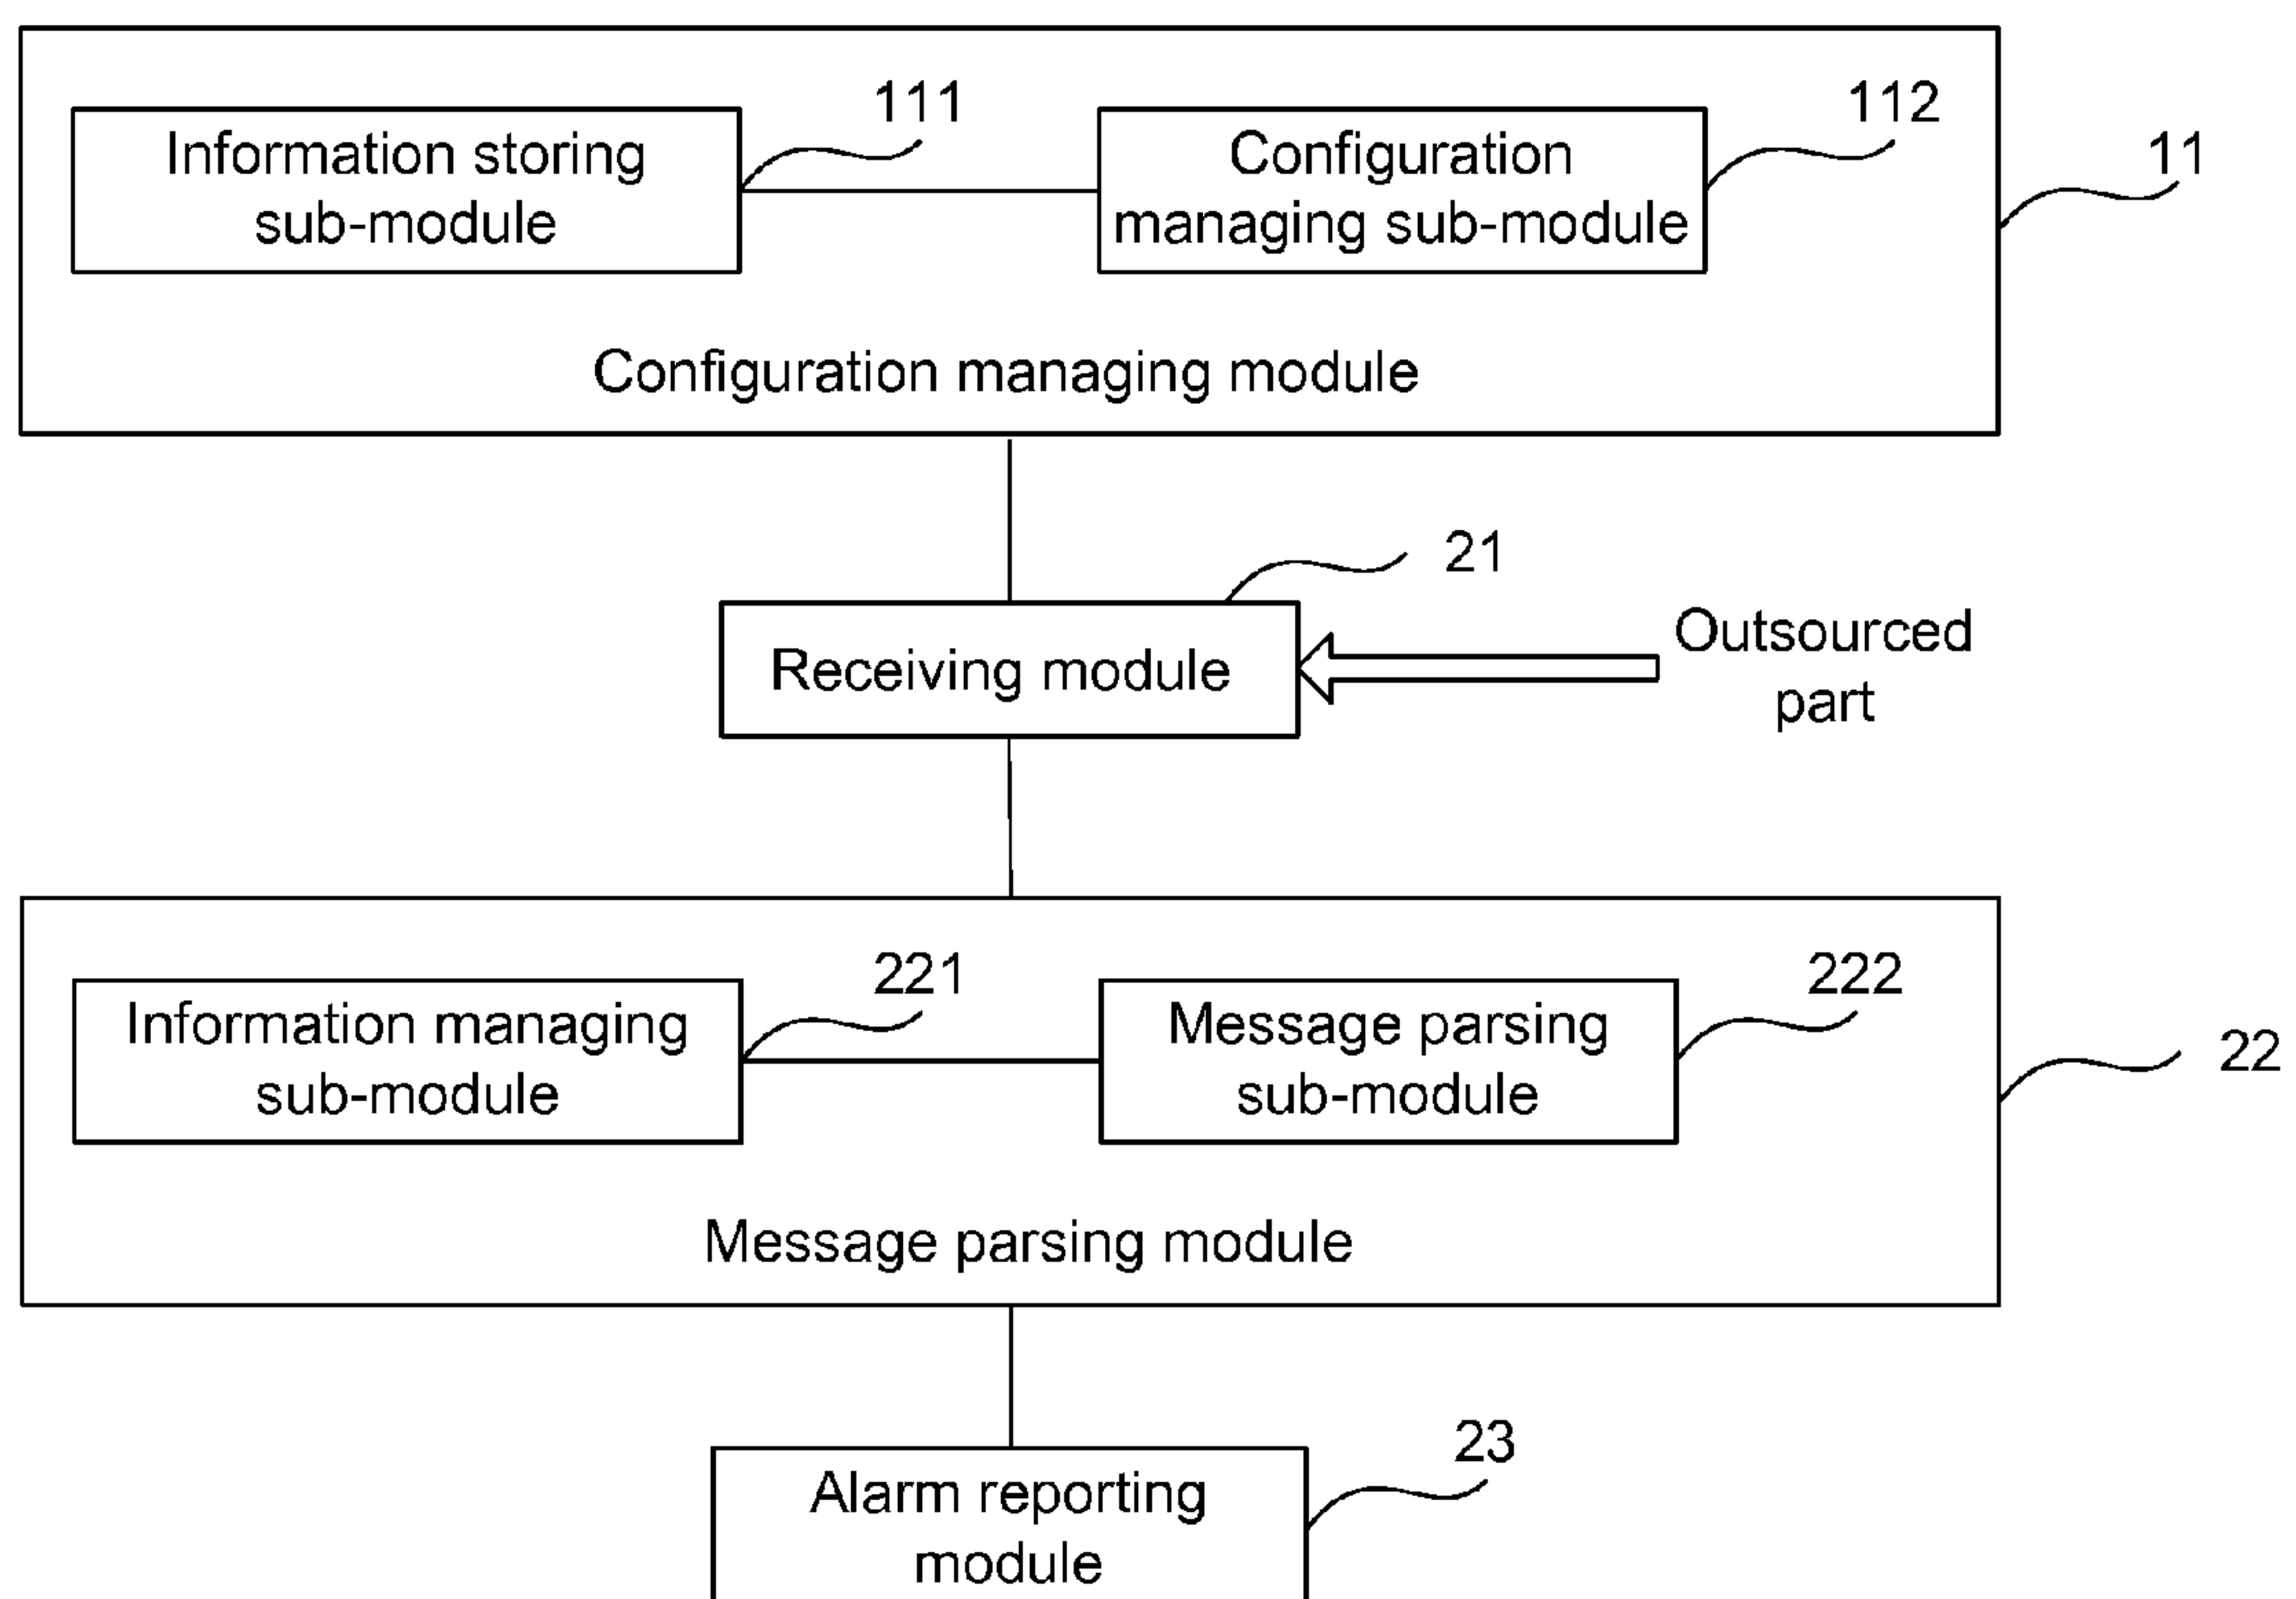 111
112
11
Information storing
sub-module
Configuration
managing sub-module
Configuration managing module
21
Receiving module
Outsourced
part
221
222
22
Information managing
sub-module
Message parsing
sub-module
Message parsing module
23
Alarm reporting
module